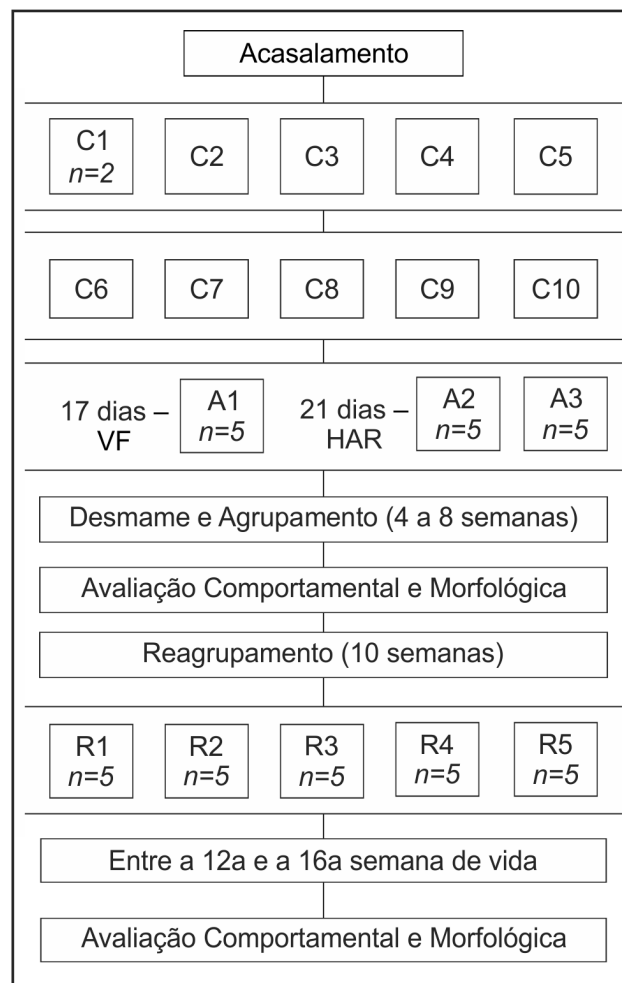 Acasalamento
C1
n=2
C2
C3
C4
C5
C6
C7
C8
C9
C10
17 dias –
VF
A1
n=5
21 dias –
HAR
A2
n=5
A3
n=5
Desmame e Agrupamento (4 a 8 semanas)
Avaliação Comportamental e Morfológica
Reagrupamento (10 semanas)
R1
n=5
R2
n=5
R3
n=5
R4
n=5
R5
n=5
Entre a 12a e a 16a semana de vida
Avaliação Comportamental e Morfológica